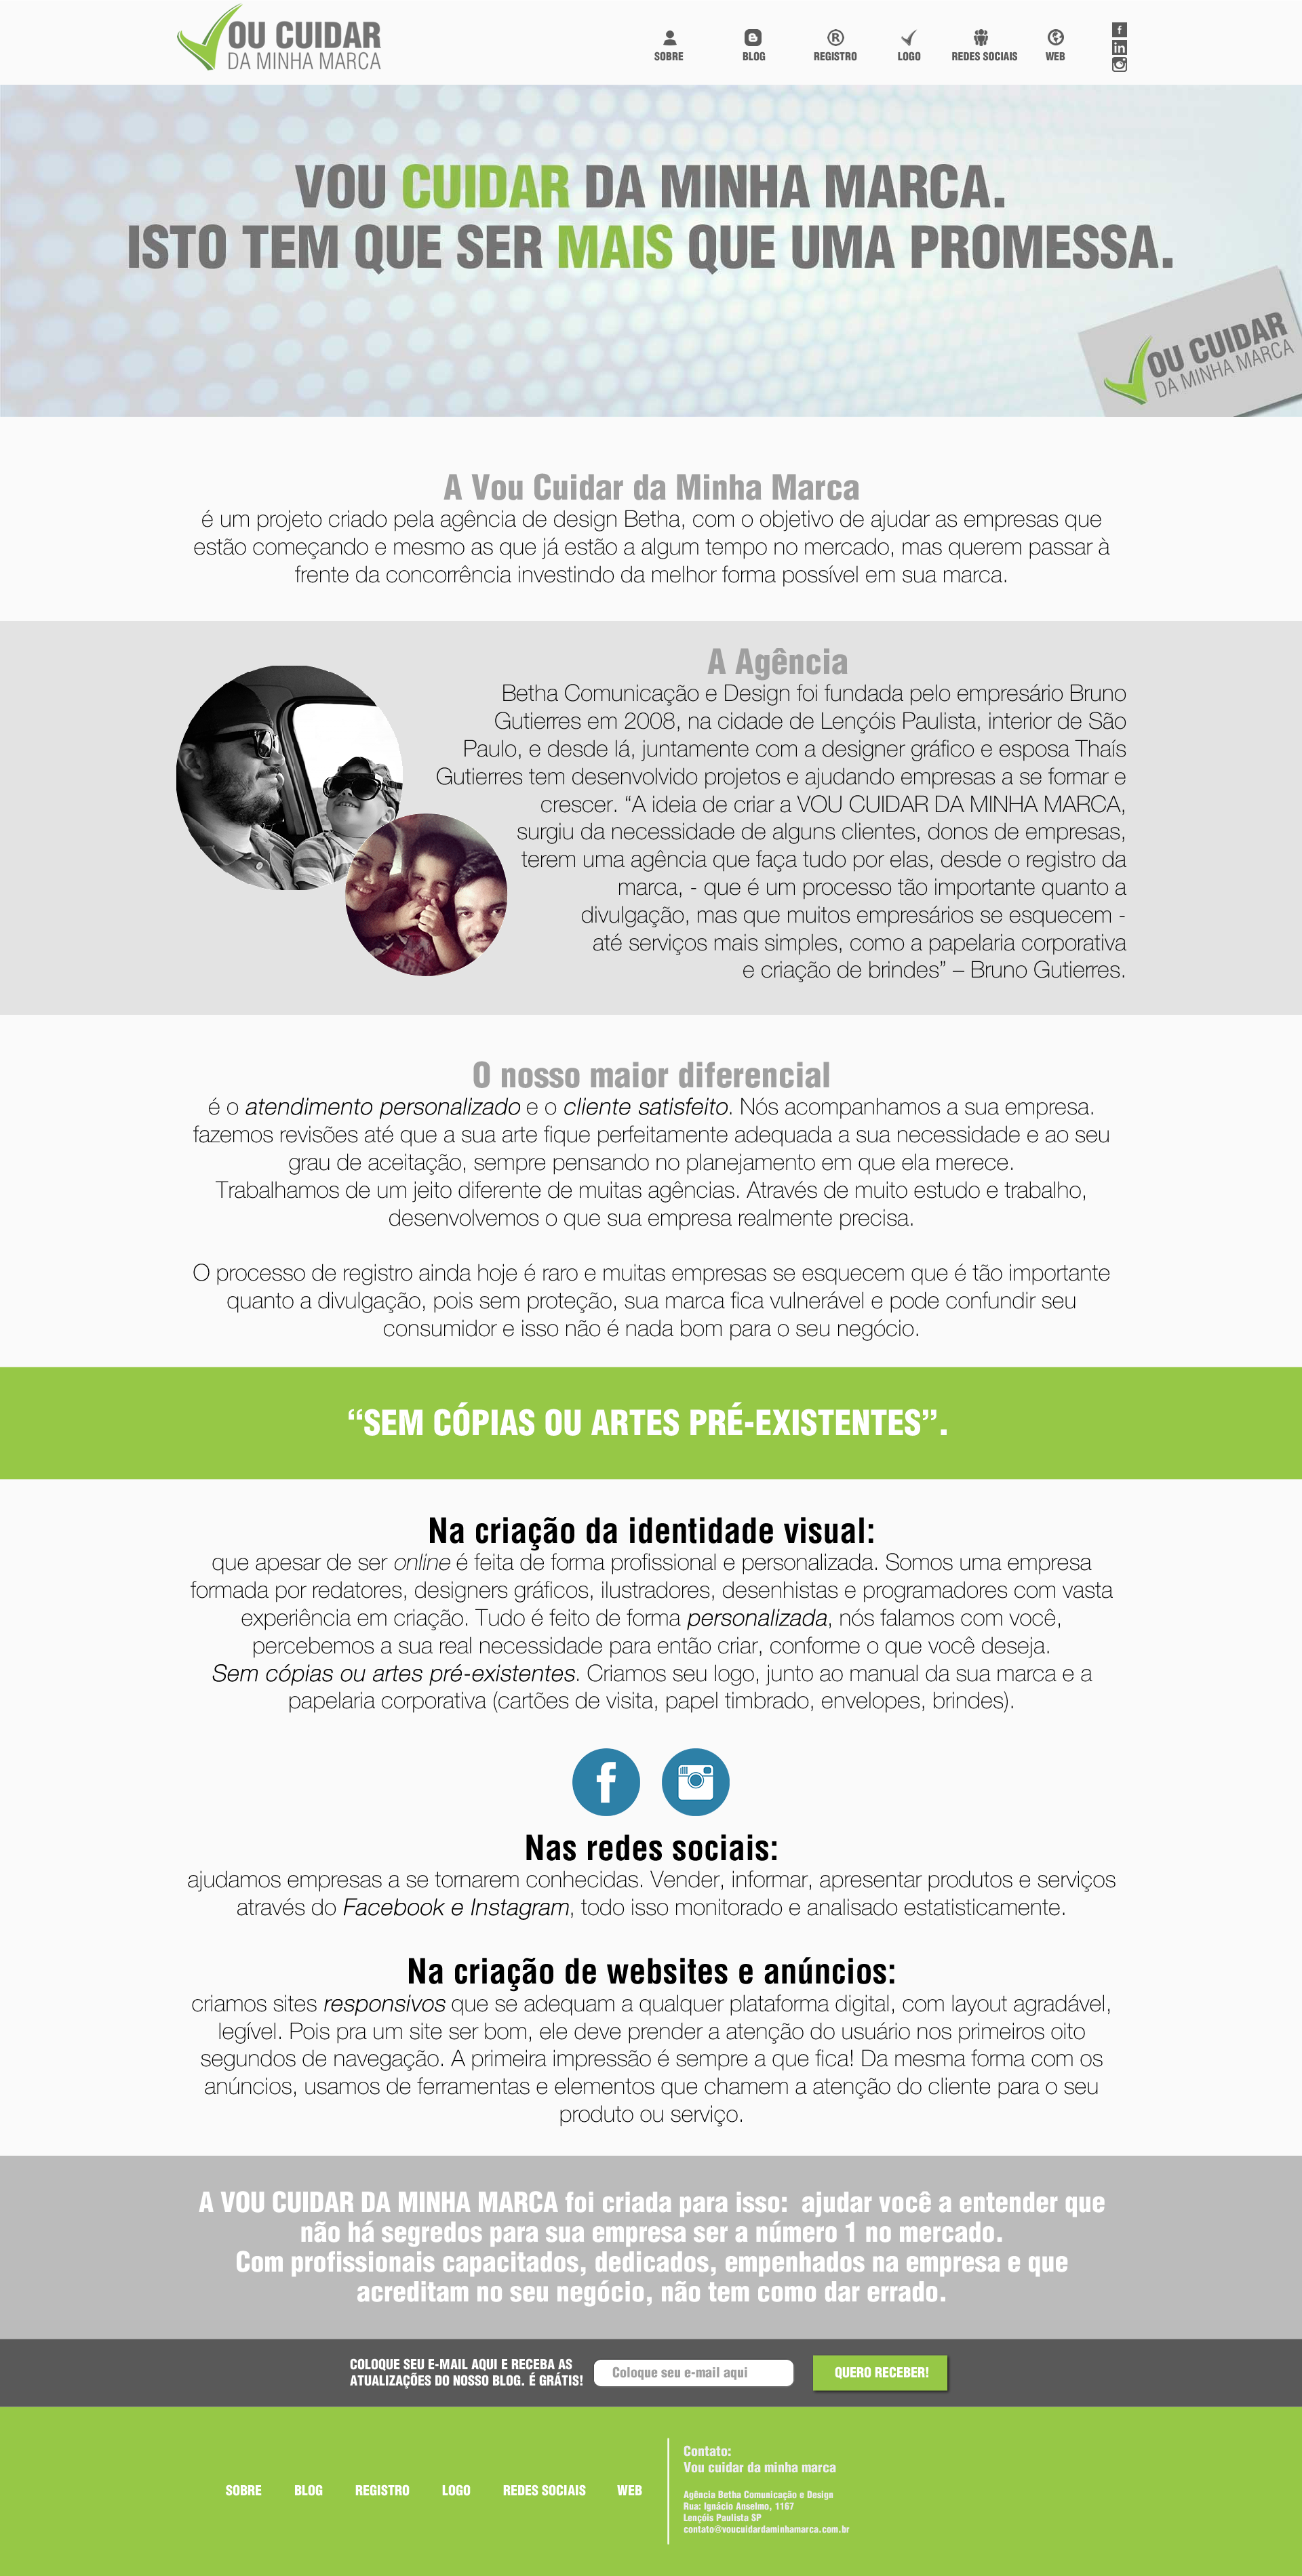 VOU CUIDAR
DA MINHA MARCA
SOBRE
BLOG
REGISTRO
LOGO
REDES SOCIAIS
WEB
VOU CUIDAR DA MINHA MARCA.
ISTO TEM QUE SER MAIS QUE UMA PROMESSA.
VOU CUIDAR
DA MINHA MARCA
A Vou Cuidar da Minha Marca
é um projeto criado pela agência de design Betha, com o objetivo de ajudar as empresas que
estão começando e mesmo as que já estão a algum tempo no mercado, mas querem passar à
frente da concorrência investindo da melhor forma possível em sua marca.
A Agência
Betha Comunicação e Design foi fundada pelo empresário Bruno
Gutierres em 2008, na cidade de Lençóis Paulista, interior de São
Paulo, e desde lá, juntamente com a designer gráfico e esposa Thaís
Gutierres tem desenvolvido projetos e ajudando empresas a se formar e
crescer. “A ideia de criar a VOU CUIDAR DA MINHA MARCA,
surgiu da necessidade de alguns clientes, donos de empresas,
terem uma agência que faça tudo por elas, desde o registro da
marca, - que é um processo tão importante quanto a
divulgação, mas que muitos empresários se esquecem -
até serviços mais simples, como a papelaria corporativa
e criação de brindes” – Bruno Gutierres.
O nosso maior diferencial
é o atendimento personalizado e o cliente satisfeito. Nós acompanhamos a sua empresa.
fazemos revisões até que a sua arte fique perfeitamente adequada a sua necessidade e ao seu
grau de aceitação, sempre pensando no planejamento em que ela merece.
Trabalhamos de um jeito diferente de muitas agências. Através de muito estudo e trabalho,
desenvolvemos o que sua empresa realmente precisa.
O processo de registro ainda hoje é raro e muitas empresas se esquecem que é tão importante
quanto a divulgação, pois sem proteção, sua marca fica vulnerável e pode confundir seu
consumidor e isso não é nada bom para o seu negócio.
“SEM CÓPIAS OU ARTES PRÉ-EXISTENTES”.
Na criação da identidade visual:
que apesar de ser online é feita de forma profissional e personalizada. Somos uma empresa
formada por redatores, designers gráficos, ilustradores, desenhistas e programadores com vasta
experiência em criação. Tudo é feito de forma personalizada, nós falamos com você,
percebemos a sua real necessidade para então criar, conforme o que você deseja.
Sem cópias ou artes pré-existentes. Criamos seu logo, junto ao manual da sua marca e a
papelaria corporativa (cartões de visita, papel timbrado, envelopes, brindes).
Nas redes sociais:
ajudamos empresas a se tornarem conhecidas. Vender, informar, apresentar produtos e serviços
através do Facebook e Instagram, todo isso monitorado e analisado estatisticamente.
Na criação de websites e anúncios:
criamos sites responsivos que se adequam a qualquer plataforma digital, com layout agradável,
legível. Pois pra um site ser bom, ele deve prender a atenção do usuário nos primeiros oito
segundos de navegação. A primeira impressão é sempre a que fica! Da mesma forma com os
anúncios, usamos de ferramentas e elementos que chamem a atenção do cliente para o seu
produto ou serviço.
A VOU CUIDAR DA MINHA MARCA foi criada para isso: ajudar você a entender que
não há segredos para sua empresa ser a número 1 no mercado.
Com profissionais capacitados, dedicados, empenhados na empresa e que
acreditam no seu negócio, não tem como dar errado.
COLOQUE SEU E-MAIL AQUI E RECEBA AS
ATUALIZAÇÕES DO NOSSO BLOG. É GRÁTIS!
Coloque seu e-mail aqui
QUERO RECEBER!
SOBRE
BLOG
REGISTRO
LOGO
REDES SOCIAIS
WEB
Contato:
Vou cuidar da minha marca
Agência Betha Comunicação e Design
Rua: Ignácio Anselmo, 1167
Lençóis Paulista SP
contato@voucuidardaminhamarca.com.br